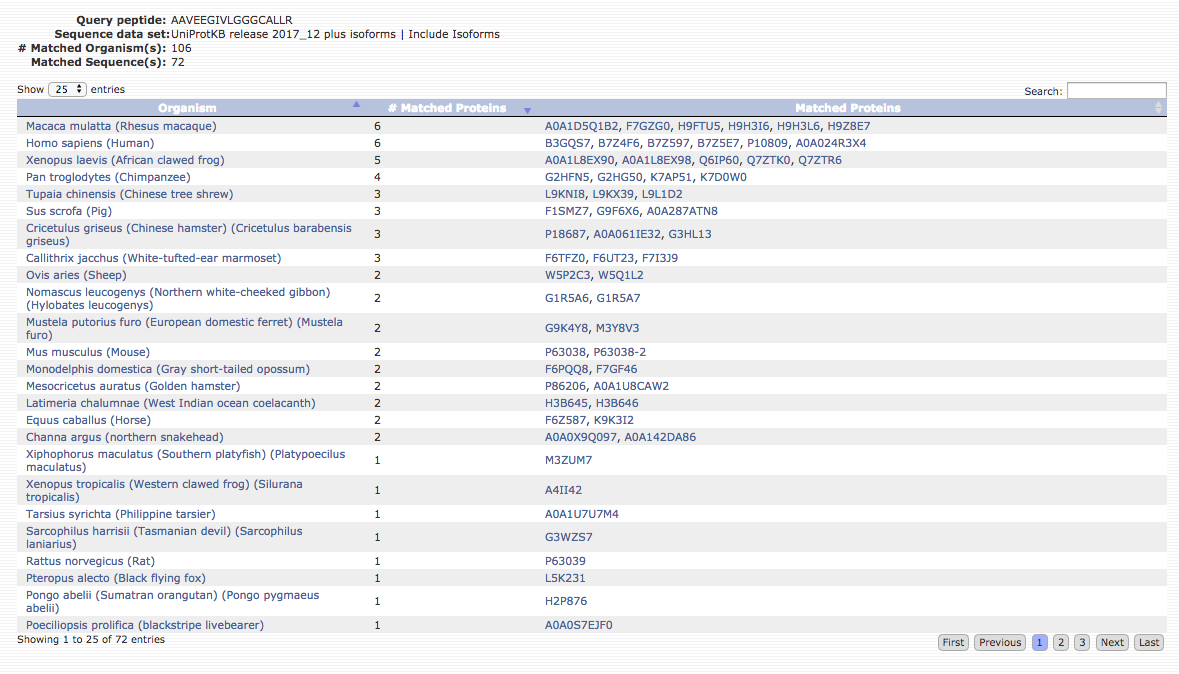 Query peptide: AAVEEGIVLGGGCALLR
Sequence data set:UniProtKB release 2017_12 plus isoforms | Include Isoforms
# Matched Organism(s): 106
Matched Sequence(s): 72
Show 25 entries
Search:
Organism # Matched Proteins Matched Proteins
Macaca mulatta (Rhesus macaque) 6 A0A1D5Q1B2, F7GZG0, H9FTU5, H9H3I6, H9H3L6, H9Z8E7
Homo sapiens (Human) 6 B3GQS7, B7Z4F6, B7Z597, B7Z5E7, P10809, A0A024R3X4
Xenopus laevis (African clawed frog) 5 A0A1L8EX90, A0A1L8EX98, Q6IP60, Q7ZTK0, Q7ZTR6
Pan troglodytes (Chimpanzee) 4 G2HFN5, G2HG50, K7AP51, K7D0W0
Tupaia chinensis (Chinese tree shrew) 3 L9KNI8, L9KX39, L9L1D2
Sus scrofa (Pig) 3 F1SMZ7, G9F6X6, A0A287ATN8
Cricetulus griseus (Chinese hamster) (Cricetulus barabensis
griseus) 3 P18687, A0A061IE32, G3HL13
Callithrix jacchus (White-tufted-ear marmoset) 3 F6TFZ0, F6UT23, F7I3J9
Ovis aries (Sheep) 2 W5P2C3, W5Q1L2
Nomascus leucogenys (Northern white-cheeked gibbon)
(Hylobates leucogenys) 2 G1R5A6, G1R5A7
Mustela putorius furo (European domestic ferret) (Mustela
furo) 2 G9K4Y8, M3Y8V3
Mus musculus (Mouse) 2 P63038, P63038-2
Monodelphis domestica (Gray short-tailed opossum) 2 F6PQQ8, F7GF46
Mesocricetus auratus (Golden hamster) 2 P86206, A0A1U8CAW2
Latimeria chalumnae (West Indian ocean coelacanth) 2 H3B645, H3B646
Equus caballus (Horse) 2 F6Z587, K9K3I2
Channa argus (northern snakehead) 2 A0A0X9Q097, A0A142DA86
Xiphophorus maculatus (Southern platyfish) (Platypoecilus
maculatus) 1 M3ZUM7
Xenopus tropicalis (Western clawed frog) (Silurana
tropicalis) 1 A4II42
Tarsius syrichta (Philippine tarsier) 1 A0A1U7U7M4
Sarcophilus harrisii (Tasmanian devil) (Sarcophilus
laniarius) 1 G3WZS7
Rattus norvegicus (Rat) 1 P63039
Pteropus alecto (Black flying fox) 1 L5K231
Pongo abelii (Sumatran orangutan) (Pongo pygmaeus
abelii) 1 H2P876
Poeciliopsis prolifica (blackstripe livebearer) 1 A0A0S7EJF0
Showing 1 to 25 of 72 entries
First Previous 1 2 3 Next Last